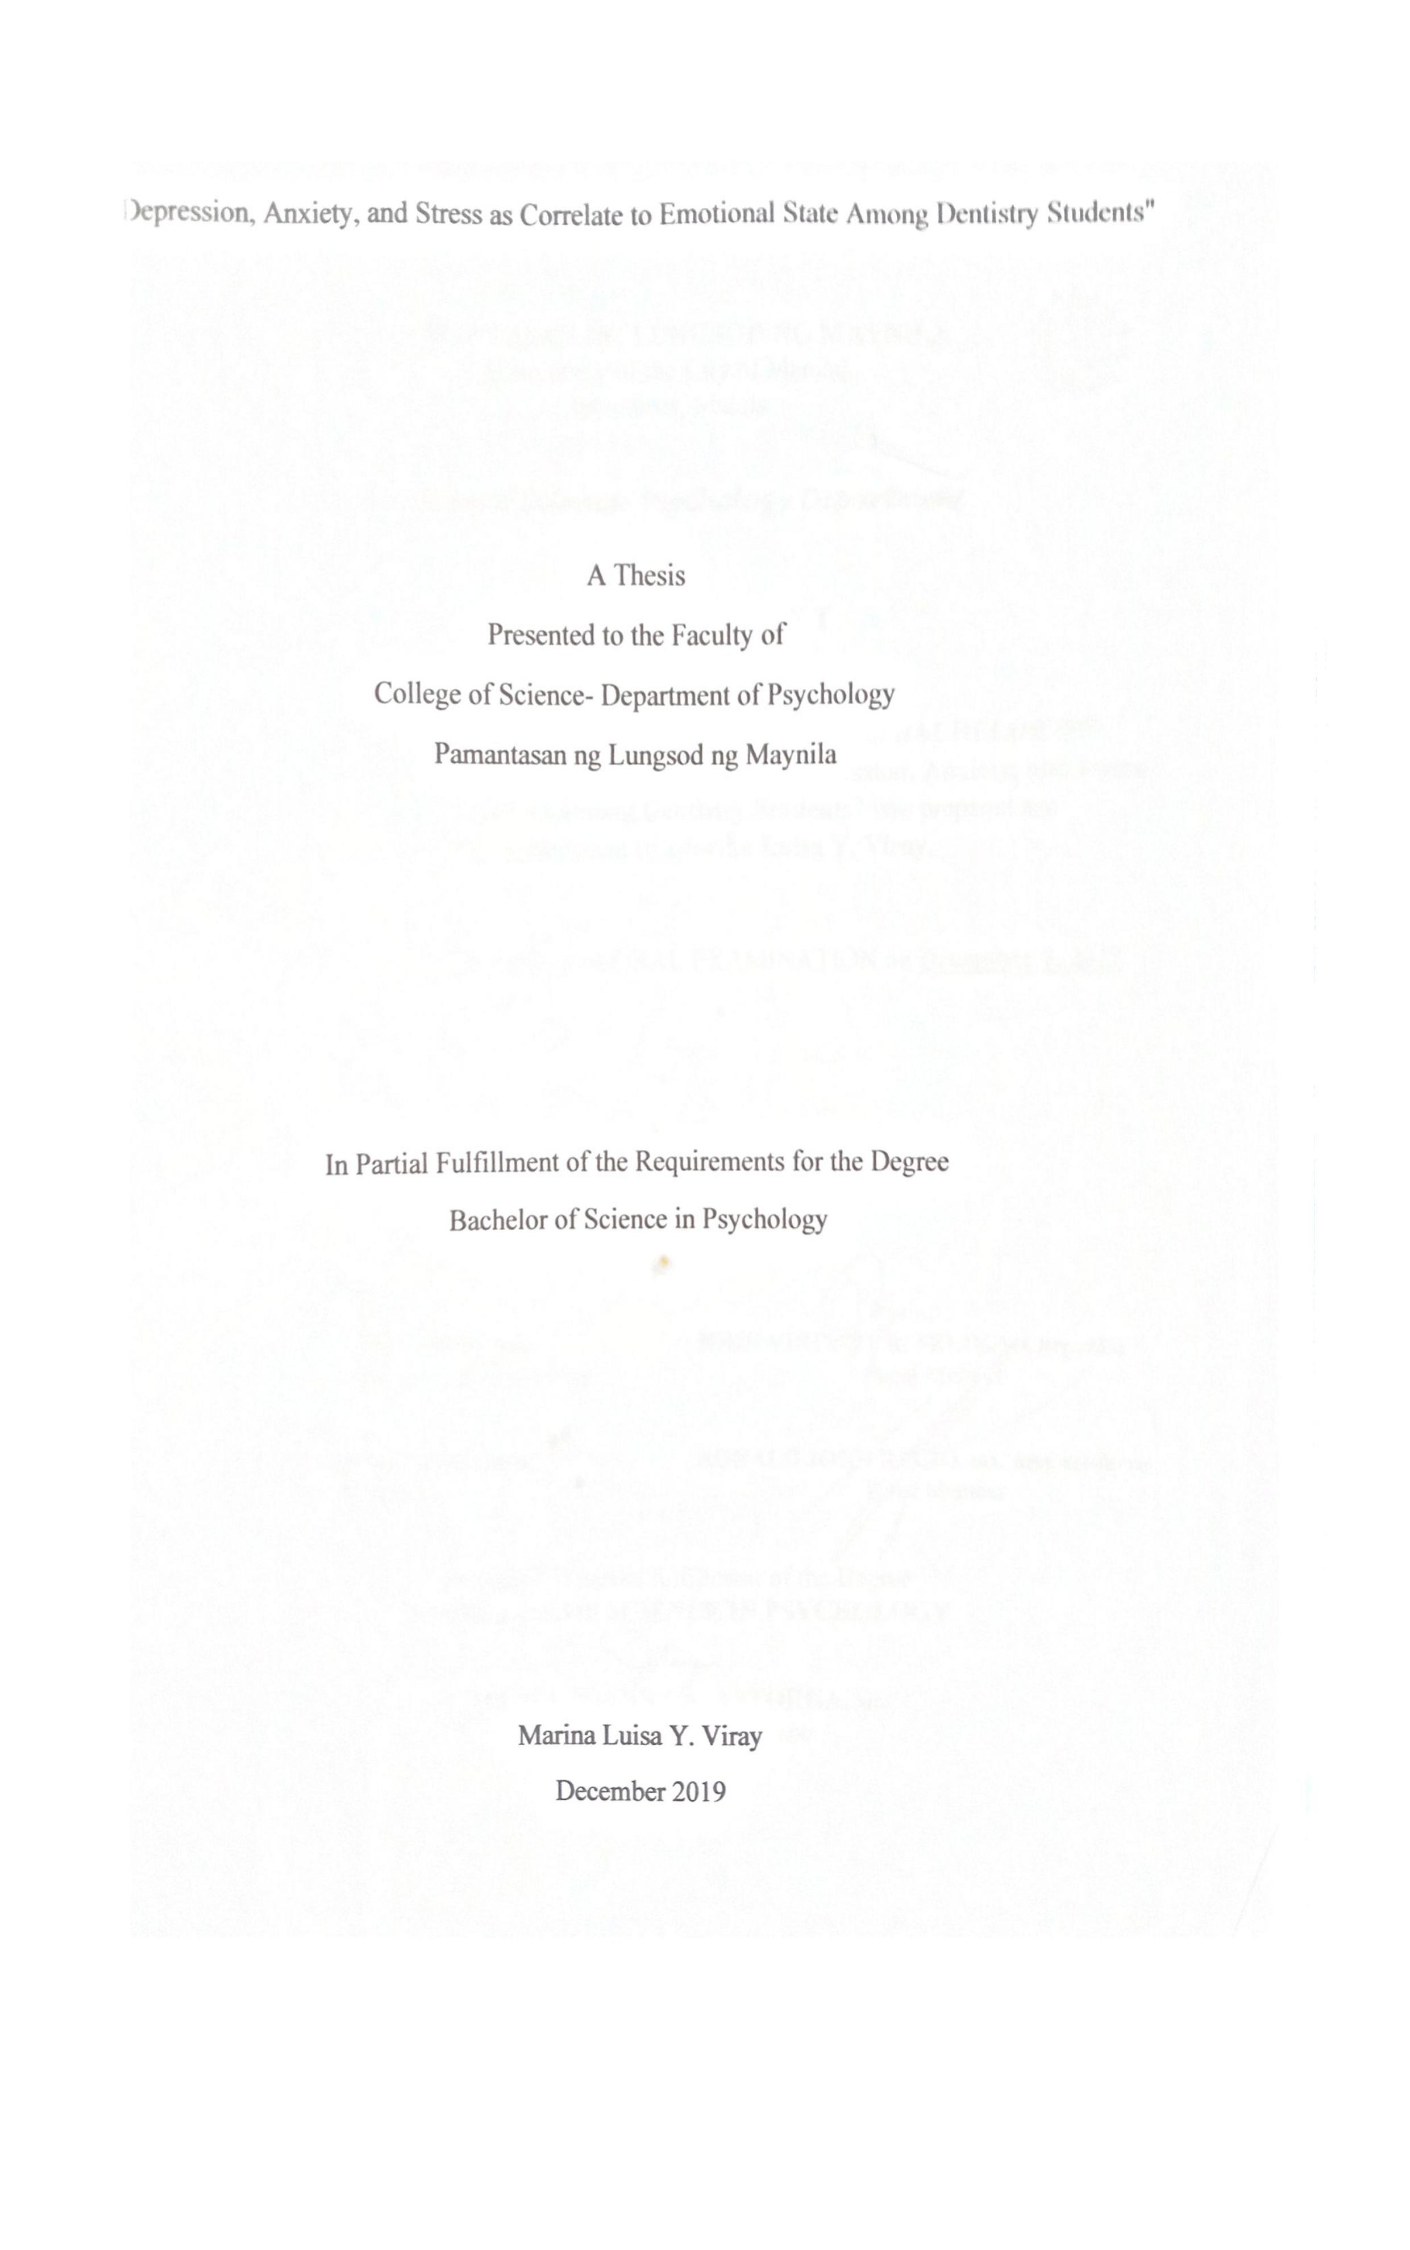 Depression, Anxiety, and Stress as Correlate to Emotional State Among Dentistry Students"
A Thesis
Presented to the Faculty of
College of Science- Department of Psychology
Pamantasan ng Lungsod ng Maynila
In Partial Fulfillment of the Requirements for the Degree
Bachelor of Science in Psychology
Marina Luisa Y. Viray
December 2019